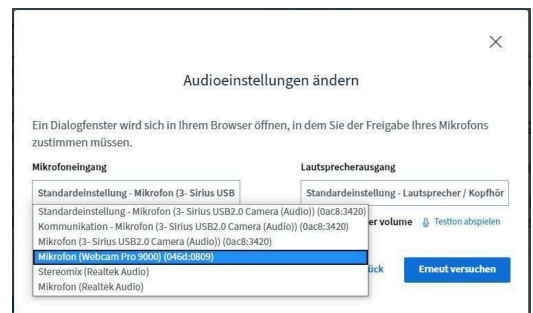 Audioeinstellungen ändern
Ein Dialogfenster wird sich in Ihrem Browser öffnen, in dem Sie der Freigabe Ihres Mikrofons
zustimmen müssen.
Mikrofoneingang
Lautsprecherausgang
Standardeinstellung - Mikrofon (3- Sirius USB
Standardeinstellung - Lautsprecher / Kopfhör
Standardeinstellung - Mikrofon (3- Sirius USB2.0 Camera (Audio)) (0ac8:3420)
Kommunikation - Mikrofon (3- Sirius USB2.0 Camera (Audio)) (0ac8:3420)
Mikrofon (3- Sirius USB2.0 Camera (Audio)) (0ac8:3420)
Mikrofon (Webcam Pro 9000) (046d:0809)
Stereomix (Realtek Audio)
Mikrofon (Realtek Audio)
er volume
Testton abspielen
ück
Erneut versuchen